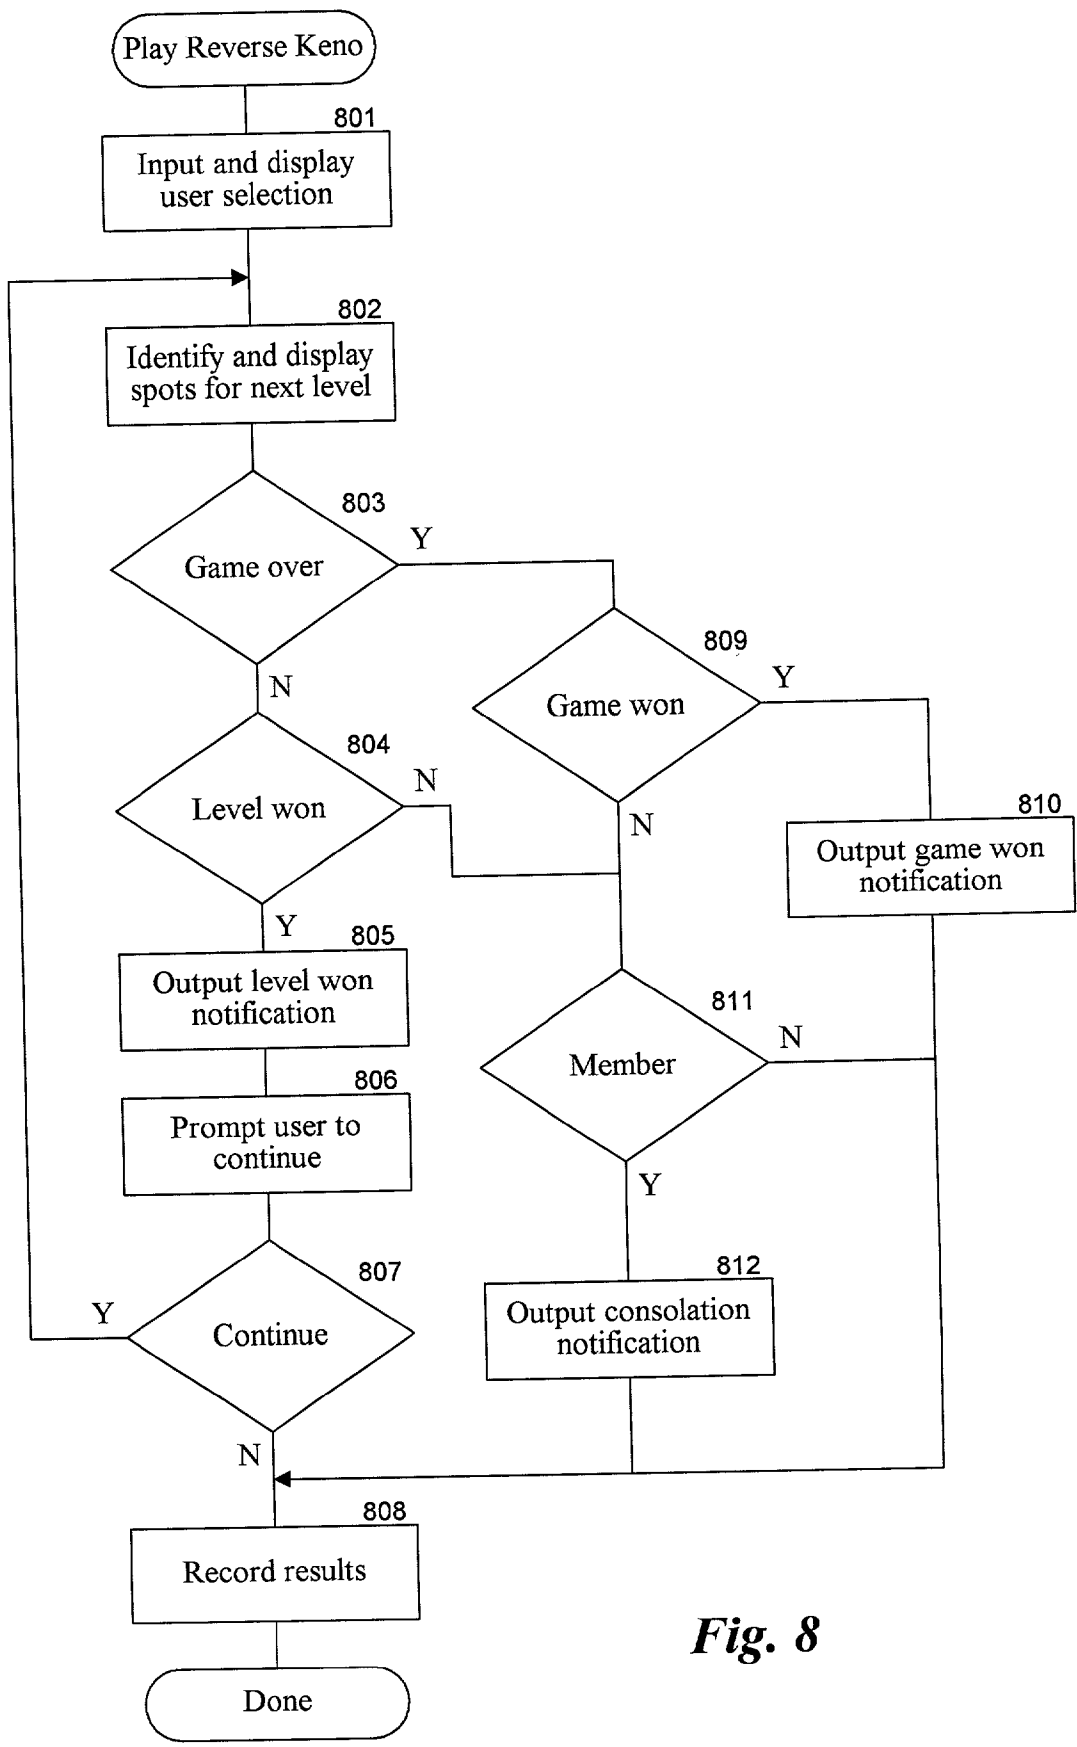 Play Reverse Keno
801
Input and display
user selection
802
Identify and display
spots for next level
803
Game over
Y
N
809
Game won
Y
N
804
Level won
N
Y
810
Output game won
notification
805
Output level won
notification
811
Member
N
Y
806
Prompt user to
continue
807
Continue
Y
N
812
Output consolation
notification
808
Record results
Done
Fig. 8